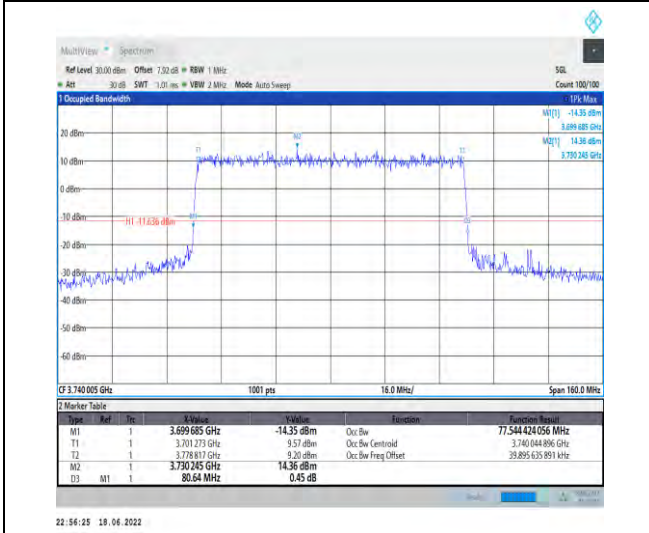 MultiView Spectrum
Ref Level 30.00 dBm Offset 7.92 dB RBW 1 MHz SGL
Att 30 dB SWT 1.01 ms VBW 2 MHz Mode Auto Sweep Count 100/100
1 Occupied Bandwidth 1Pk Max
M1[1] -14.35 dBm
3.699 685 GHz
M2[1] 14.36 dBm
3.730 245 GHz
20 dBm
M2
T1 T2
10 dBm
0 dBm
-10 dBm
H1 -11.636 dBm
M1 D3
-20 dBm
-30 dBm
-40 dBm
-50 dBm
-60 dBm
CF 3.740 005 GHz 1001 pts 16.0 MHz/ Span 160.0 MHz
2 Marker Table
Type Ref Trc X-Value Y-Value Function Function Result
M1 1 3.699 685 GHz -14.35 dBm Occ Bw 77.544 424 056 MHz
T1 1 3.701 273 GHz 9.57 dBm Occ Bw Centroid 3.740 044 896 GHz
T2 1 3.778 817 GHz 9.20 dBm Occ Bw Freq Offset 39.895 635 891 kHz
M2 1 3.730 245 GHz 14.36 dBm
D3 M1 1 80.64 MHz 0.45 dB
22:56:25 18.06.2022